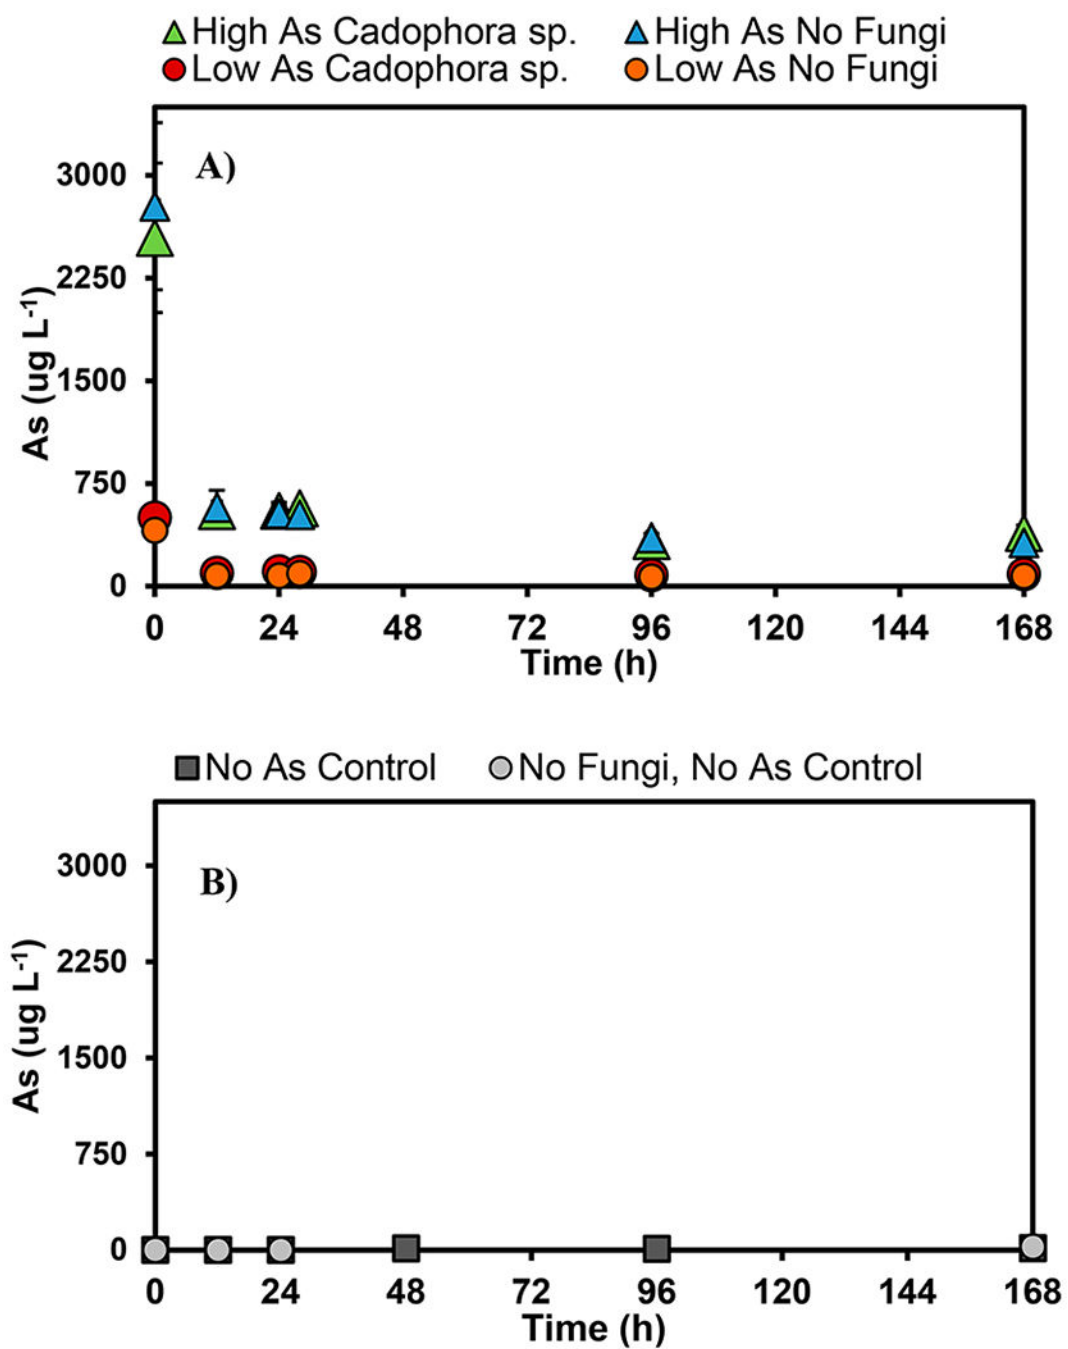 High As Cadophora sp. High As No Fungi
Low As Cadophora sp. Low As No Fungi
A)
3000
2250
1500
750
0
As (ug L⁻¹)
0 24 48 72 96 120 144 168
Time (h)
No As Control No Fungi, No As Control
B)
3000
2250
1500
750
0
As (ug L⁻¹)
0 24 48 72 96 120 144 168
Time (h)